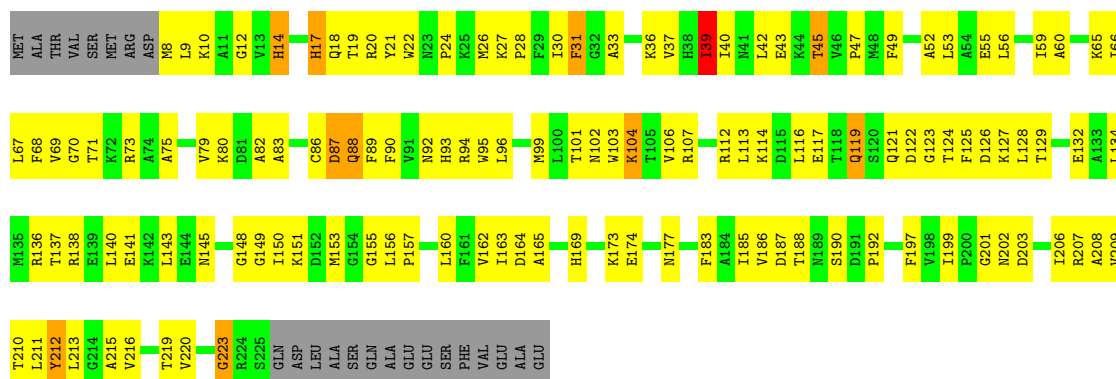 MET ALA THR VAL SER MET ARG ASP M8 L9 K10 A11 G12 V13 H14 H17 Q18 T19 R20 Y21 W22 N23 P24 K25 M26 K27 P28 F29 I30 F31 G32 A33 K36 V37 H38 I39 I40 N41 L42 E43 K44 T45 V46 P47 M48 F49 A52 L53 A54 E55 L56 I59 A60 K65 I66
L67 F68 V69 G70 T71 K72 R73 A74 A75 V79 K80 D81 A82 A83 C86 D87 Q88 F89 F90 V91 N92 H93 R94 W95 L96 M99 L100 T101 N102 W103 K104 T105 V106 R107 R112 L113 K114 D115 L116 E117 T118 Q119 S120 Q121 D122 G123 T124 F125 D126 K127 L128 T129 E132 A133 L134
M135 R136 T137 R138 E139 L140 E141 K142 L143 E144 N145 G148 G149 I150 K151 D152 M153 G154 G155 L156 P157 L160 F161 V162 I163 D164 A165 H169 K173 E174 N177 F183 A184 I185 V186 D187 T188 N189 S190 D191 P192 F197 V198 I199 P200 G201 N202 D203 I206 R207 A208 V209
T210 L211 Y212 L213 G214 A215 V216 T219 V220 G223 R224 S225 GLN ASP LEU ALA SER GLN ALA GLU GLU SER PHE VAL GLU ALA GLU